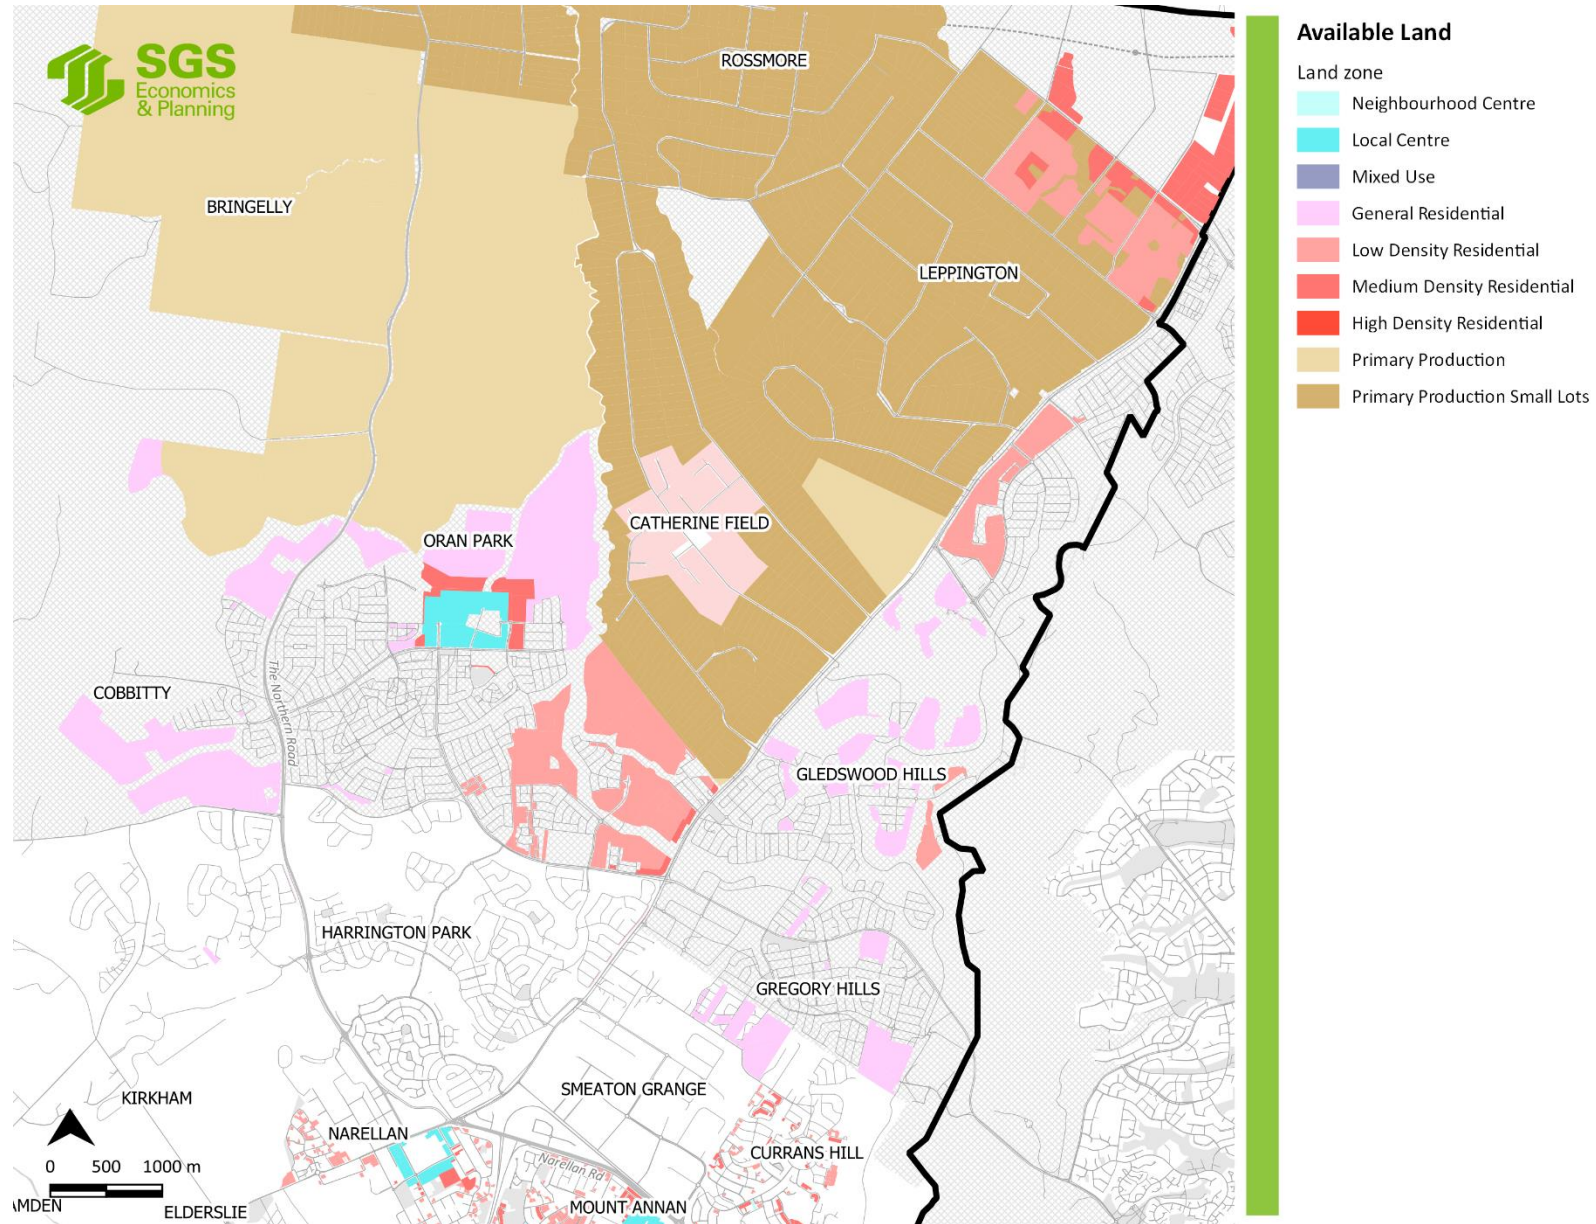 SGS
Economics
& Planning
ROSSMORE
BRINGELLY
LEPPINGTON
CATHERINE FIELD
ORAN PARK
COBBITTY
The Northern Road
GLEDSWOOD HILLS
HARRINGTON PARK
GREGORY HILLS
SMEATON GRANGE
KIRKHAM
NARELLAN
CURRANS HILL
Narellan Rd
0 500 1000 m
AMDEN
ELDERSLIE
MOUNT ANNAN
Available Land
Land zone
Neighbourhood Centre
Local Centre
Mixed Use
General Residential
Low Density Residential
Medium Density Residential
High Density Residential
Primary Production
Primary Production Small Lots